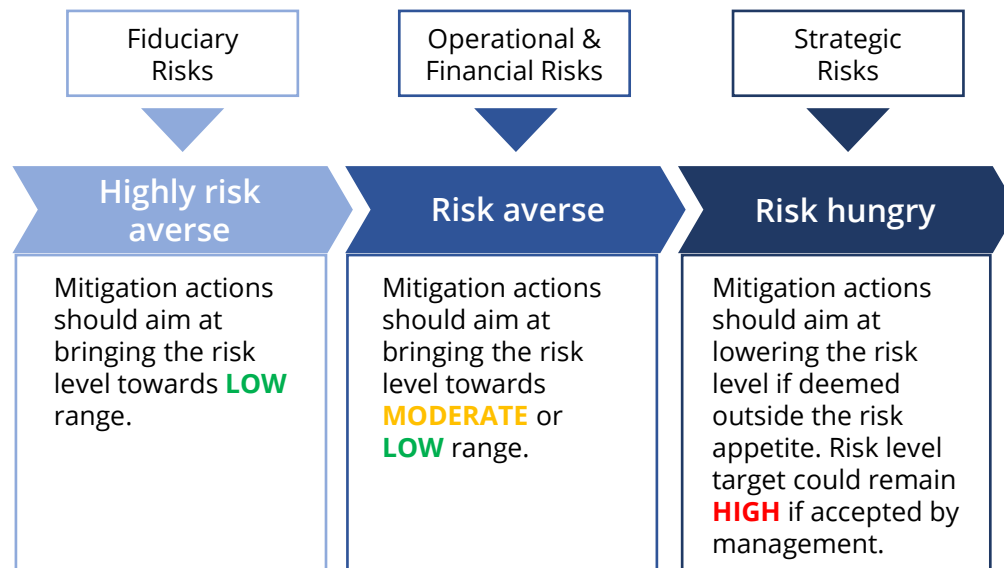 Fiduciary
Risks
Operational &
Financial Risks
Strategic
Risks
Highly risk
averse
Risk averse
Risk hungry
Mitigation actions
should aim at
bringing the risk
level towards LOW
range.
Mitigation actions
should aim at
bringing the risk
level towards
MODERATE or
LOW range.
Mitigation actions
should aim at
lowering the risk
level if deemed
outside the risk
appetite. Risk level
target could remain
HIGH if accepted by
management.